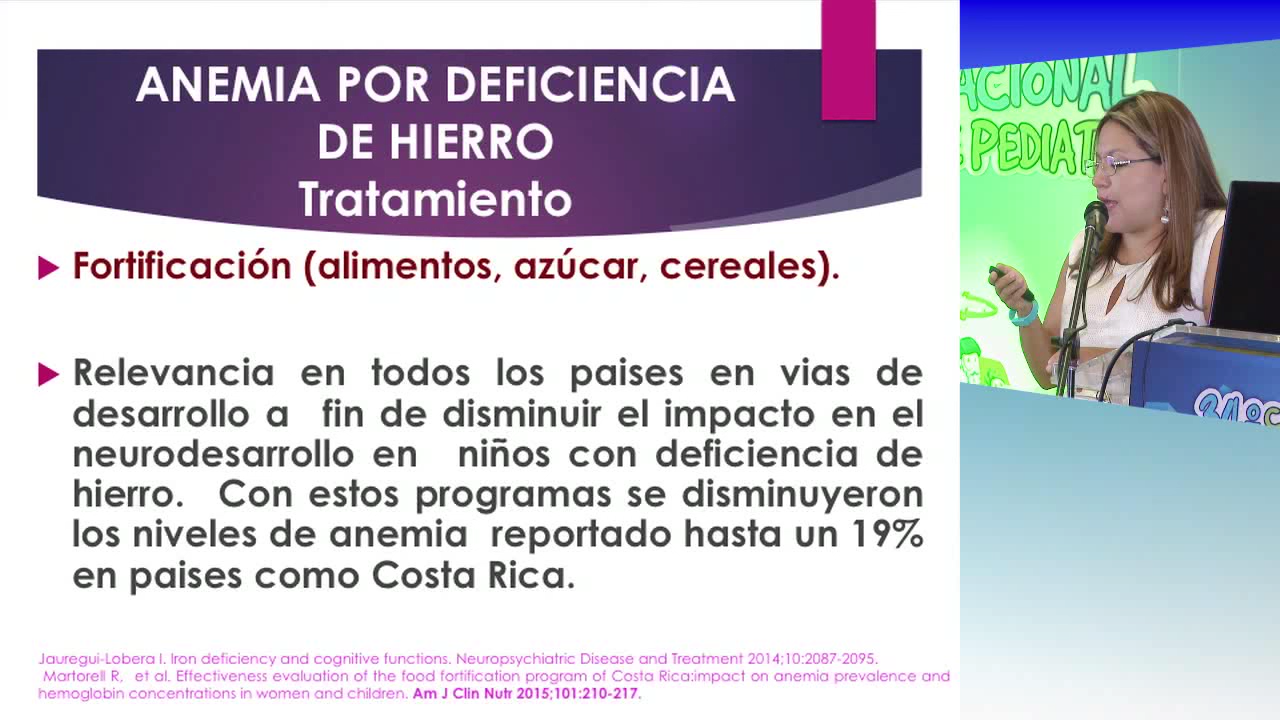 ANEMIA POR DEFICIENCIA
DE HIERRO
Tratamiento
Fortificación (alimentos, azúcar, cereales).
Relevancia en todos los paises en vias de
desarrollo a fin de disminuir el impacto en el
neurodesarrollo en niños con deficiencia de
hierro. Con estos programas se disminuyeron
los niveles de anemia reportado hasta un 19%
en paises como Costa Rica.
Jauregui-Lobera I. Iron deficiency and cognitive functions. Neuropsychiatric Disease and Treatment 2014;10:2087-2095.
Martorell R, et al. Effectiveness evaluation of the food fortification program of Costa Rica:impact on anemia prevalence and
hemoglobin concentrations in women and children. Am J Clin Nutr 2015;101:210-217.
ACIONAL
E PEDIAT